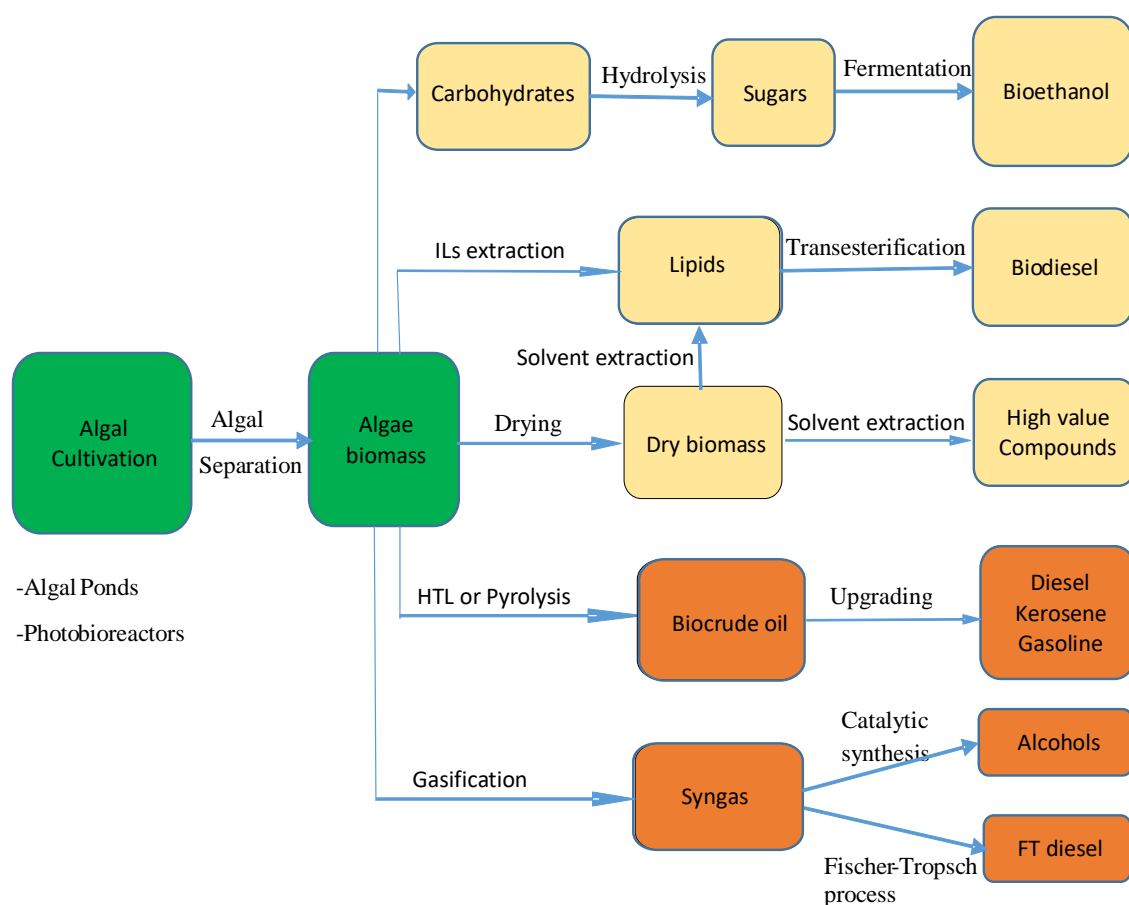 Carbohydrates
Hydrolysis
Sugars
Fermentation
Bioethanol
ILs extraction
Lipids
Transesterification
Biodiesel
Solvent extraction
Algal
Cultivation
Algal
Separation
Algae
biomass
Drying
Dry biomass
Solvent extraction
High value
Compounds
-Algal Ponds
-Photobioreactors
HTL or Pyrolysis
Biocrude oil
Upgrading
Diesel
Kerosene
Gasoline
Gasification
Syngas
Catalytic
synthesis
Alcohols
Fischer-Tropsch
process
FT diesel